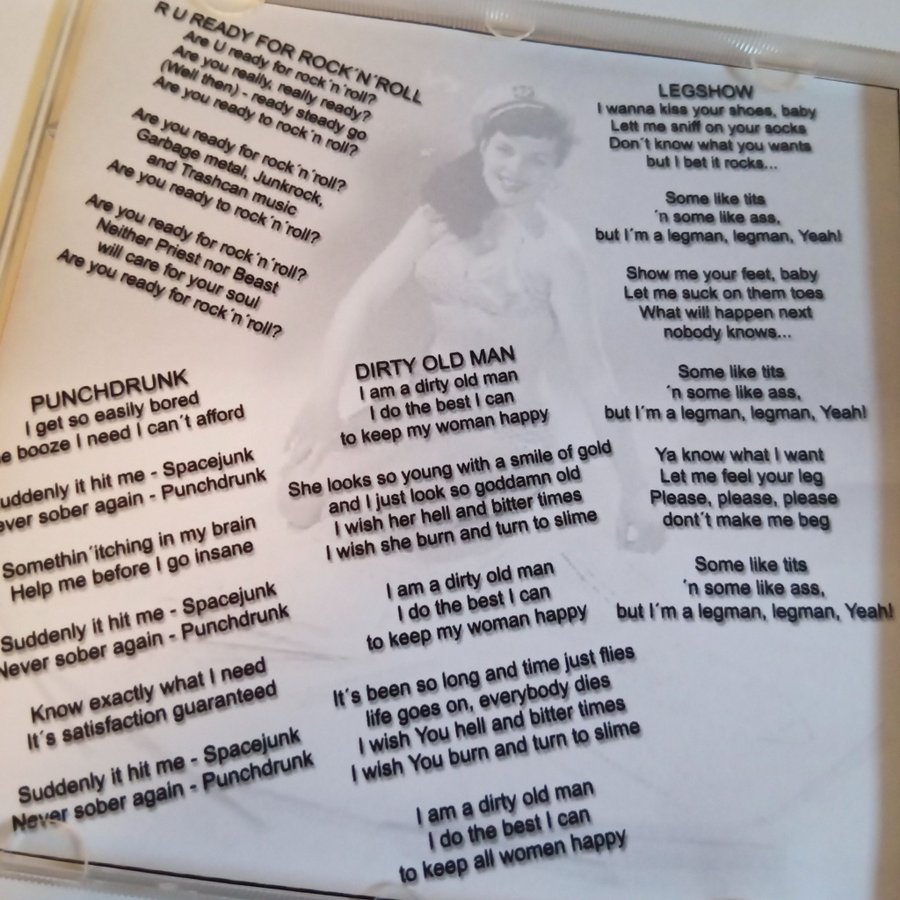 R U READY FOR ROCK´N´ROLL
Are U ready for rock´n´roll?
Are you really, really ready?
(Well then) - ready steady go
Are you ready to rock´n´roll?
Are you ready for rock´n´roll?
Garbage metal, Junkrock,
and Trashcan music
Are you ready to rock´n´roll?
Are you ready for rock´n´roll?
Neither Priest nor Beast
will care for your soul
Are you ready for rock´n´roll?
PUNCHDRUNK
I get so easily bored
booze I need I can´t afford
uddenly it hit me - Spacejunk
ever sober again - Punchdrunk
Somethin´itching in my brain
Help me before I go insane
Suddenly it hit me - Spacejunk
Never sober again - Punchdrunk
Know exactly what I need
It´s satisfaction guaranteed
Suddenly it hit me - Spacejunk
Never sober again - Punchdrunk
DIRTY OLD MAN
I am a dirty old man
I do the best I can
to keep my woman happy
She looks so young with a smile of gold
and I just look so goddamn old
I wish her hell and bitter times
I wish she burn and turn to slime
I am a dirty old man
I do the best I can
to keep my woman happy
It´s been so long and time just flies
life goes on, everybody dies
I wish You hell and bitter times
I wish You burn and turn to slime
I am a dirty old man
I do the best I can
to keep all women happy
LEGSHOW
I wanna kiss your shoes, baby
Lett me sniff on your socks
Don´t know what you wants
but I bet it rocks...
Some like tits
´n some like ass,
but I´m a legman, legman, Yeah!
Show me your feet, baby
Let me suck on them toes
What will happen next
nobody knows...
Some like tits
´n some like ass,
but I´m a legman, legman, Yeah!
Ya know what I want
Let me feel your leg
Please, please, please
dont´t make me beg
Some like tits
´n some like ass,
but I´m a legman, legman, Yeah!